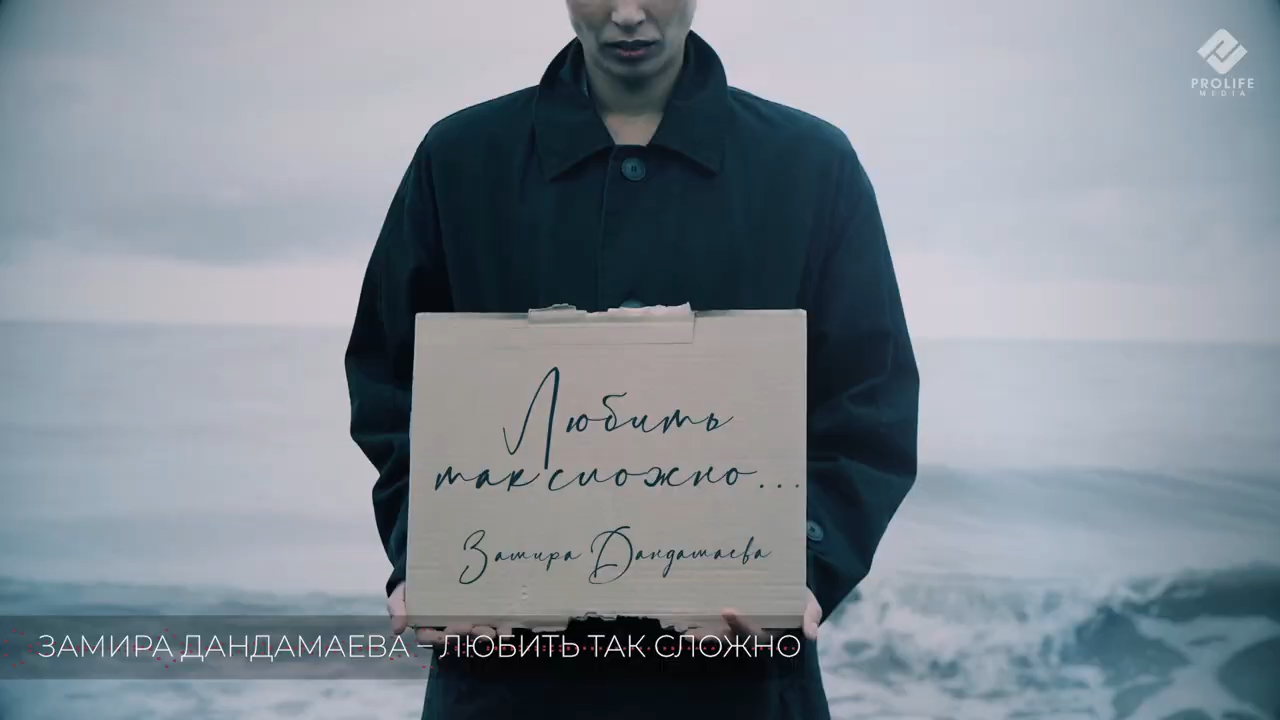 PROLIFE
MEDIA
Любить
так сложно...
Замира Дандамаева
ЗАМИРА ДАНДАМАЕВА – ЛЮБИТЬ ТАК СЛОЖНО